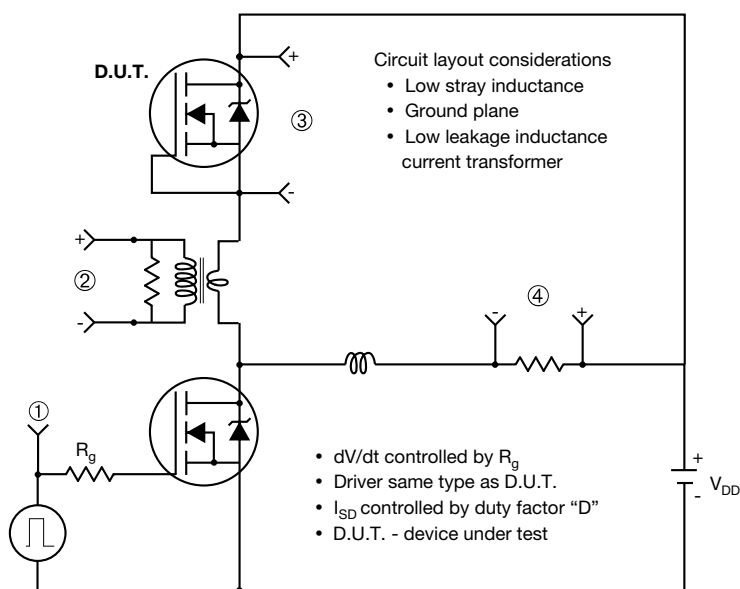 D.U.T.
+
③
-
Circuit layout considerations
• Low stray inductance
• Ground plane
• Low leakage inductance
current transformer
+
②
-
-
④
+
①
Rg
• dV/dt controlled by Rg
• Driver same type as D.U.T.
• ISD controlled by duty factor “D”
• D.U.T. - device under test
+
VDD
-